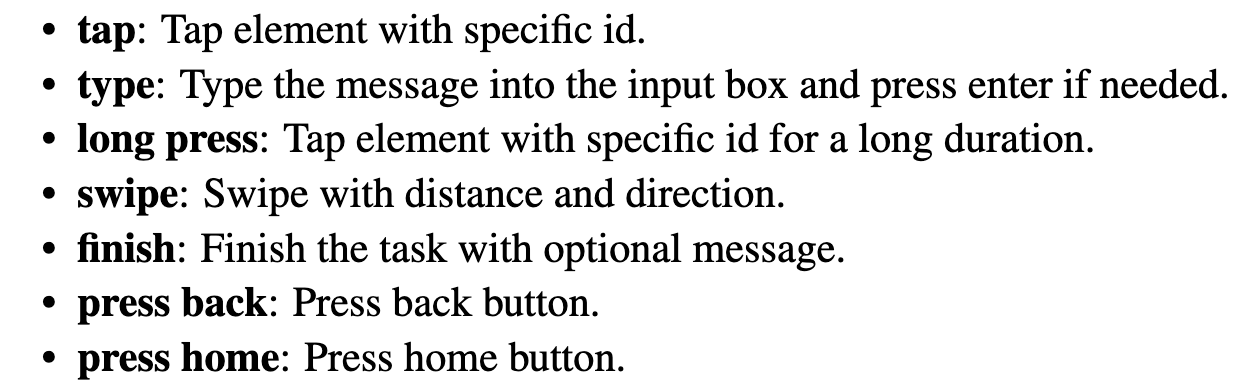 • tap: Tap element with specific id.
• type: Type the message into the input box and press enter if needed.
• long press: Tap element with specific id for a long duration.
• swipe: Swipe with distance and direction.
• finish: Finish the task with optional message.
• press back: Press back button.
• press home: Press home button.